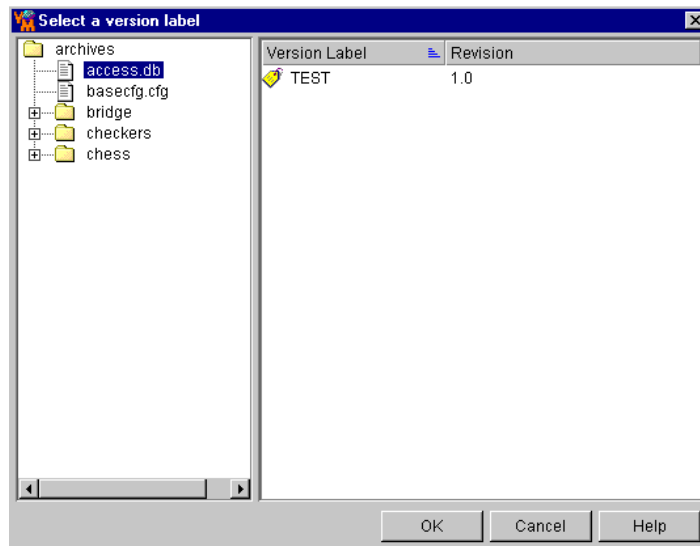 Select a version label
archives
access.db
basecfg.cfg
bridge
checkers
chess
Version Label Revision
TEST 1.0
OK Cancel Help